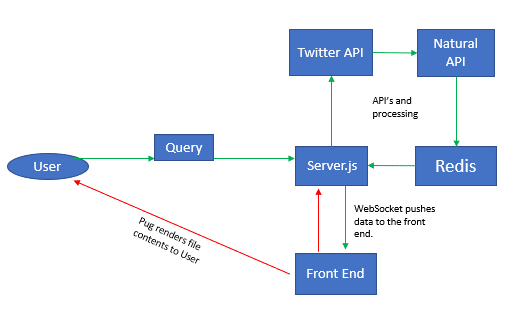 Twitter API
Natural
API
API's and
processing
Query
User
Server.js
Redis
WebSocket pushes
data to the front
end.
Pug renders file
contents to User
Front End